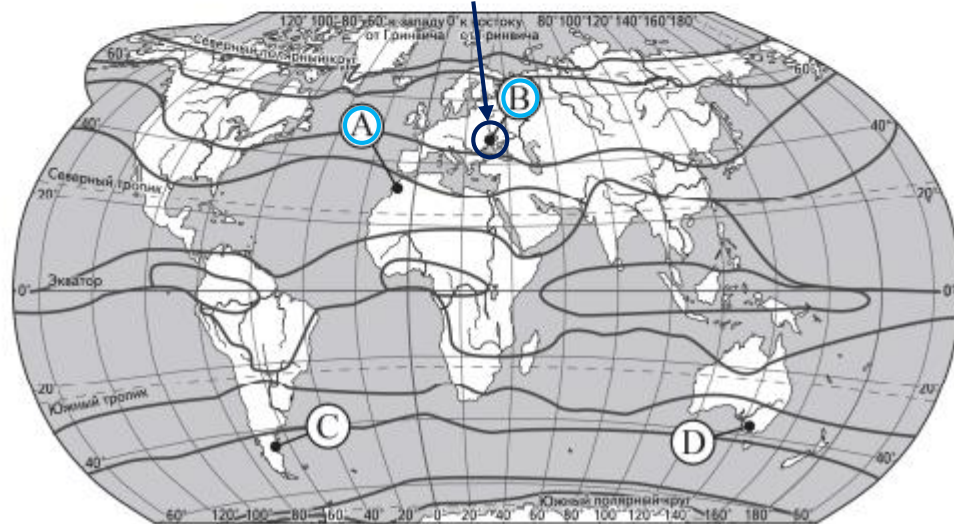 120° 100° 80° 60° к западу 0° к востоку 80° 100° 120° 140° 160° 180°
от Гринвича от Гринвича
Северный полярный круг
60°
60°
B
A
40°
40°
Северный тропик
20°
20°
Экватор
0°
0°
20°
20°
Южный тропик
C
D
40°
40°
Южный полярный круг
60° 120° 100° 80° 60° 40° 20° 0° 20° 40° 60° 80° 100° 120° 140° 160° 60°